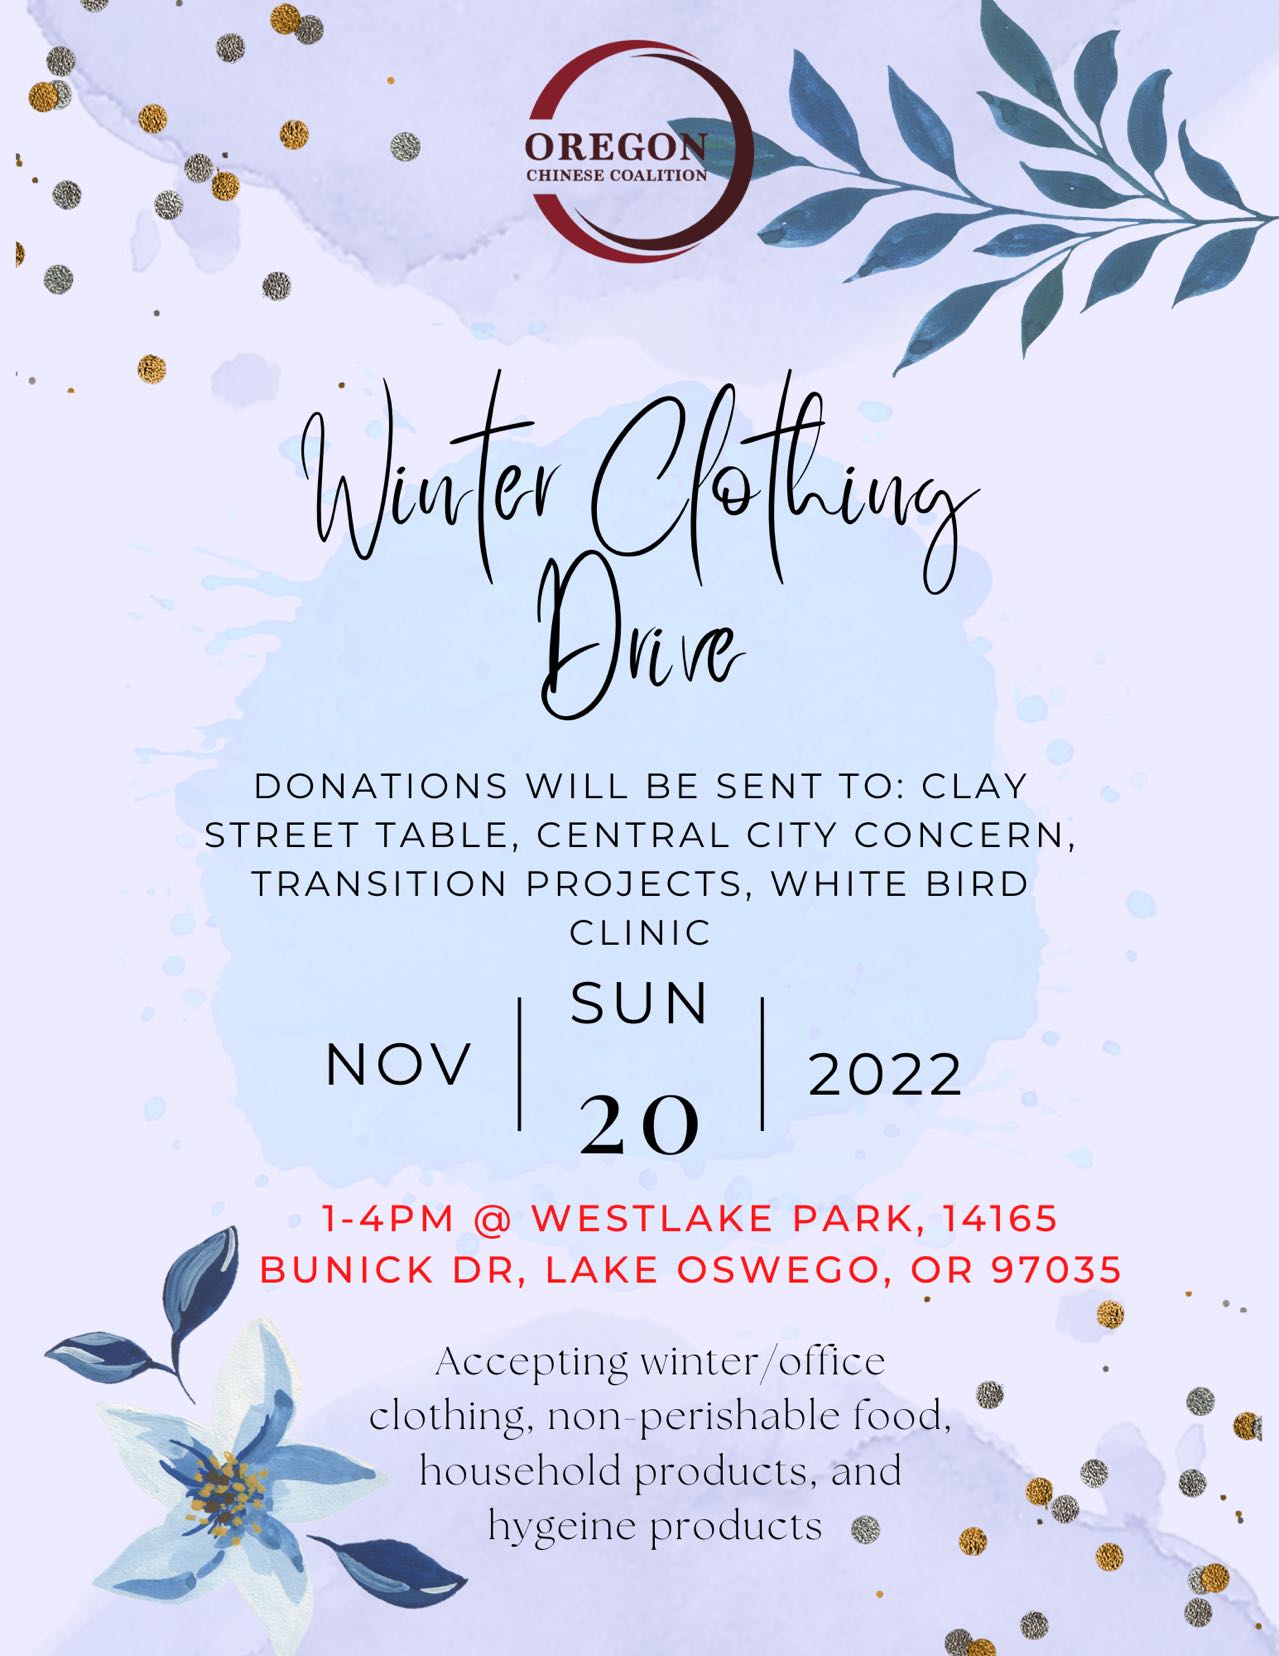 OREGON
CHINESE COALITION
Winter Clothing
Drive
DONATIONS WILL BE SENT TO: CLAY
STREET TABLE, CENTRAL CITY CONCERN,
TRANSITION PROJECTS, WHITE BIRD
CLINIC
NOV
SUN
20
2022
1-4PM @ WESTLAKE PARK, 14165
BUNICK DR, LAKE OSWEGO, OR 97035
Accepting winter/office
clothing, non-perishable food,
household products, and
hygeine products